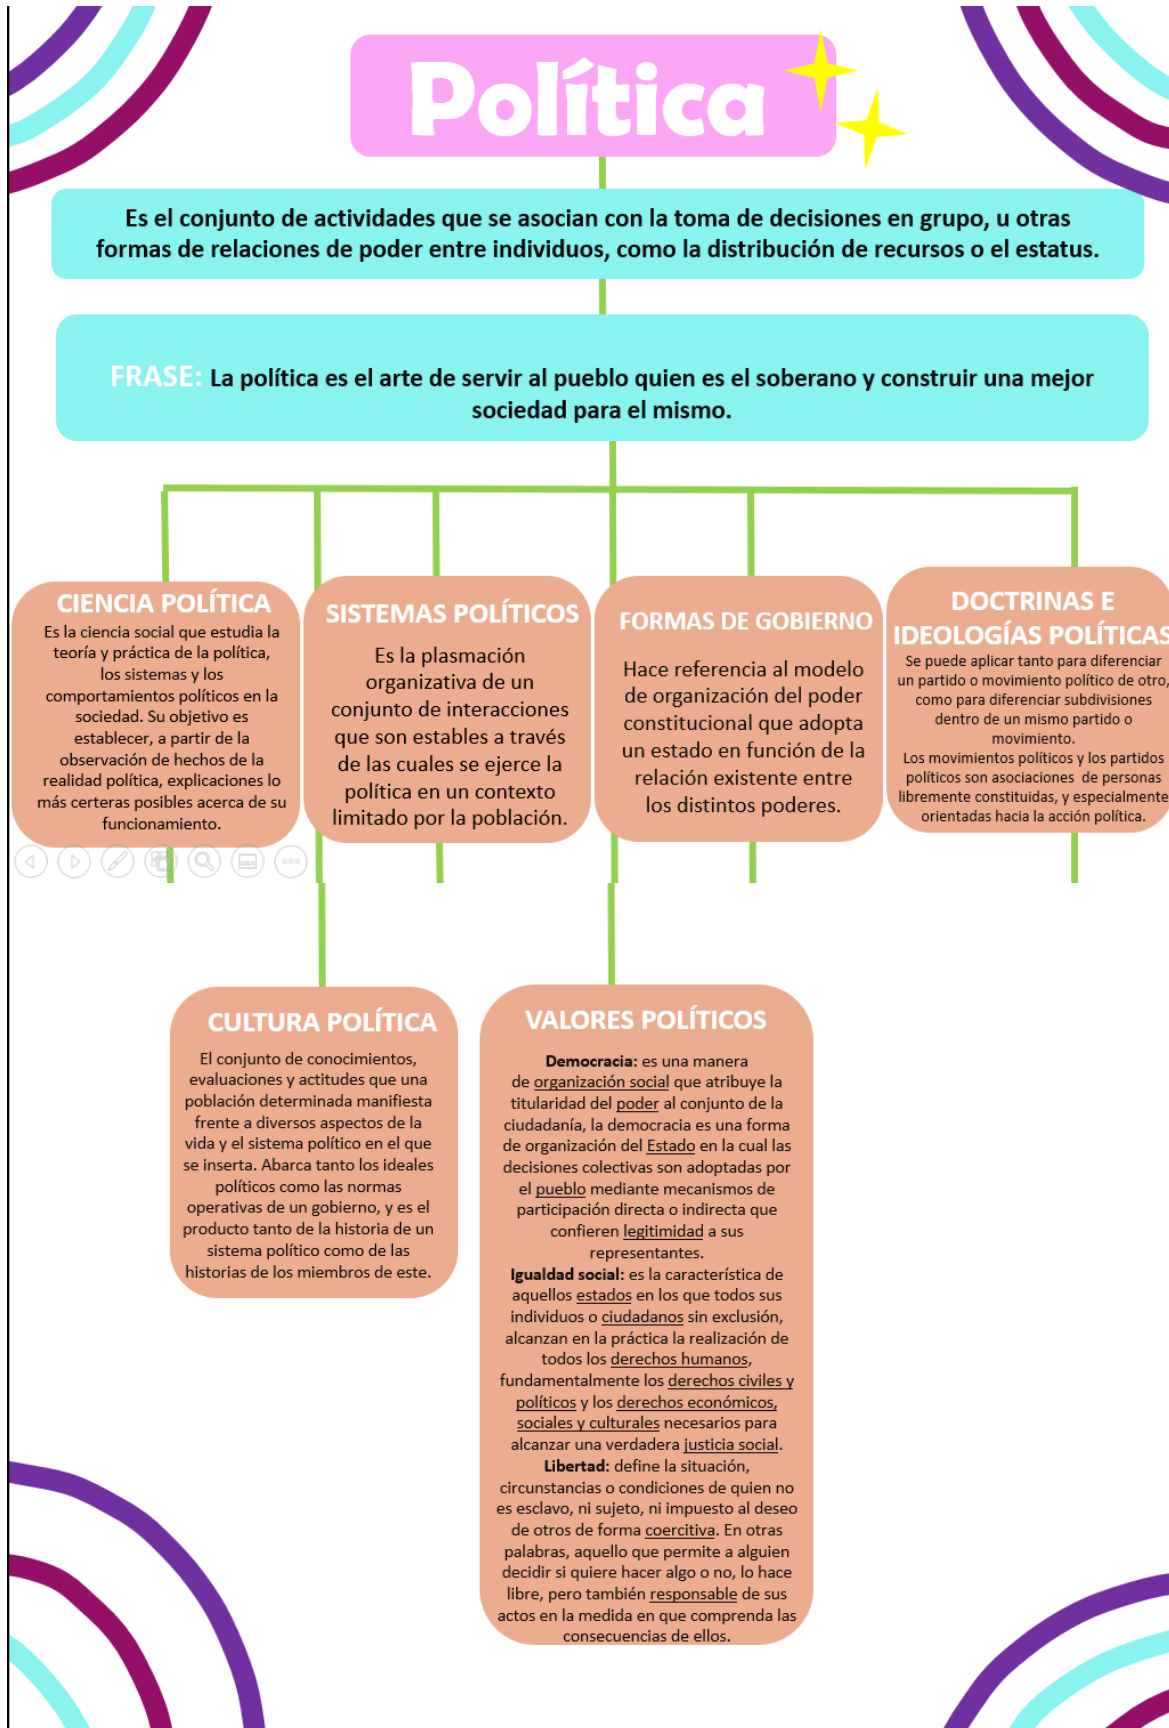 Política
Es el conjunto de actividades que se asocian con la toma de decisiones en grupo, u otras
formas de relaciones de poder entre individuos, como la distribución de recursos o el estatus.
FRASE: La política es el arte de servir al pueblo quien es el soberano y construir una mejor
sociedad para el mismo.
CIENCIA POLÍTICA
Es la ciencia social que estudia la
teoría y práctica de la política,
los sistemas y los
comportamientos políticos en la
sociedad. Su objetivo es
establecer, a partir de la
observación de hechos de la
realidad política, explicaciones lo
más certeras posibles acerca de su
funcionamiento.
SISTEMAS POLÍTICOS
Es la plasmación
organizativa de un
conjunto de interacciones
que son estables a través
de las cuales se ejerce la
política en un contexto
limitado por la población.
FORMAS DE GOBIERNO
Hace referencia al modelo
de organización del poder
constitucional que adopta
un estado en función de la
relación existente entre
los distintos poderes.
DOCTRINAS E
IDEOLOGÍAS POLÍTICAS
Se puede aplicar tanto para diferenciar
un partido o movimiento político de otro,
como para diferenciar subdivisiones
dentro de un mismo partido o
movimiento.
Los movimientos políticos y los partidos
políticos son asociaciones de personas
libremente constituidas, y especialmente
orientadas hacia la acción política.
CULTURA POLÍTICA
El conjunto de conocimientos,
evaluaciones y actitudes que una
población determinada manifiesta
frente a diversos aspectos de la
vida y el sistema político en el que
se inserta. Abarca tanto los ideales
políticos como las normas
operativas de un gobierno, y es el
producto tanto de la historia de un
sistema político como de las
historias de los miembros de este.
VALORES POLÍTICOS
Democracia: es una manera
de organización social que atribuye la
titularidad del poder al conjunto de la
ciudadanía, la democracia es una forma
de organización del Estado en la cual las
decisiones colectivas son adoptadas por
el pueblo mediante mecanismos de
participación directa o indirecta que
confieren legitimidad a sus
representantes.
Igualdad social: es la característica de
aquellos estados en los que todos sus
individuos o ciudadanos sin exclusión,
alcanzan en la práctica la realización de
todos los derechos humanos,
fundamentalmente los derechos civiles y
políticos y los derechos económicos,
sociales y culturales necesarios para
alcanzar una verdadera justicia social.
Libertad: define la situación,
circunstancias o condiciones de quien no
es esclavo, ni sujeto, ni impuesto al deseo
de otros de forma coercitiva. En otras
palabras, aquello que permite a alguien
decidir si quiere hacer algo o no, lo hace
libre, pero también responsable de sus
actos en la medida en que comprenda las
consecuencias de ellos.